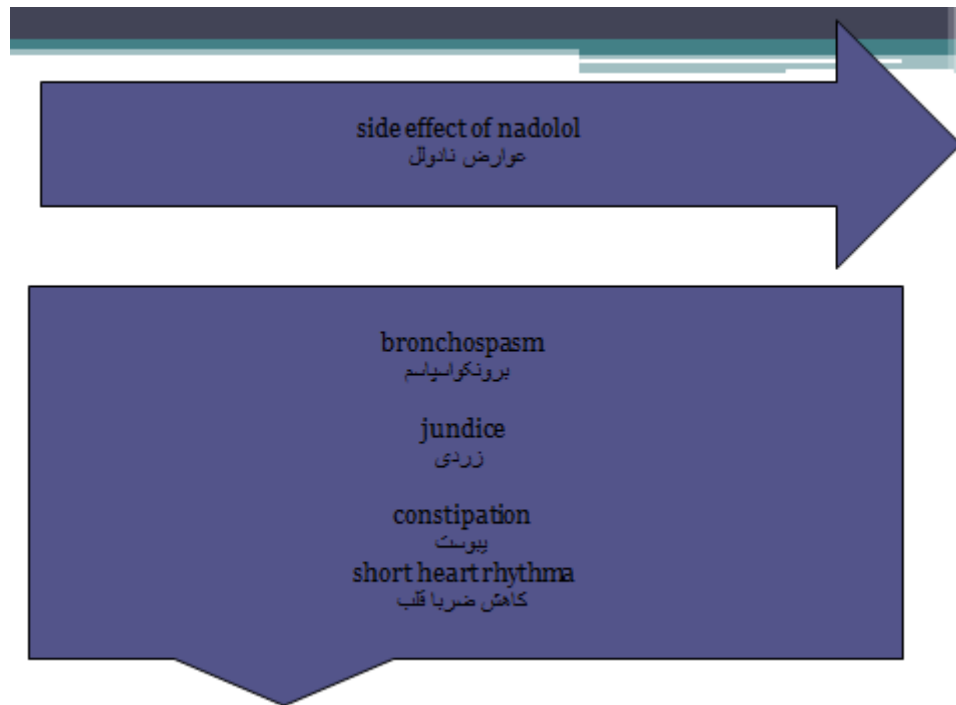 side effect of nadolol
عوارض نادولل
bronchospasm
برونکواسپاسم
jundice
زردی
constipation
یبوست
short heart rhythma
کاهش ضربا قلب